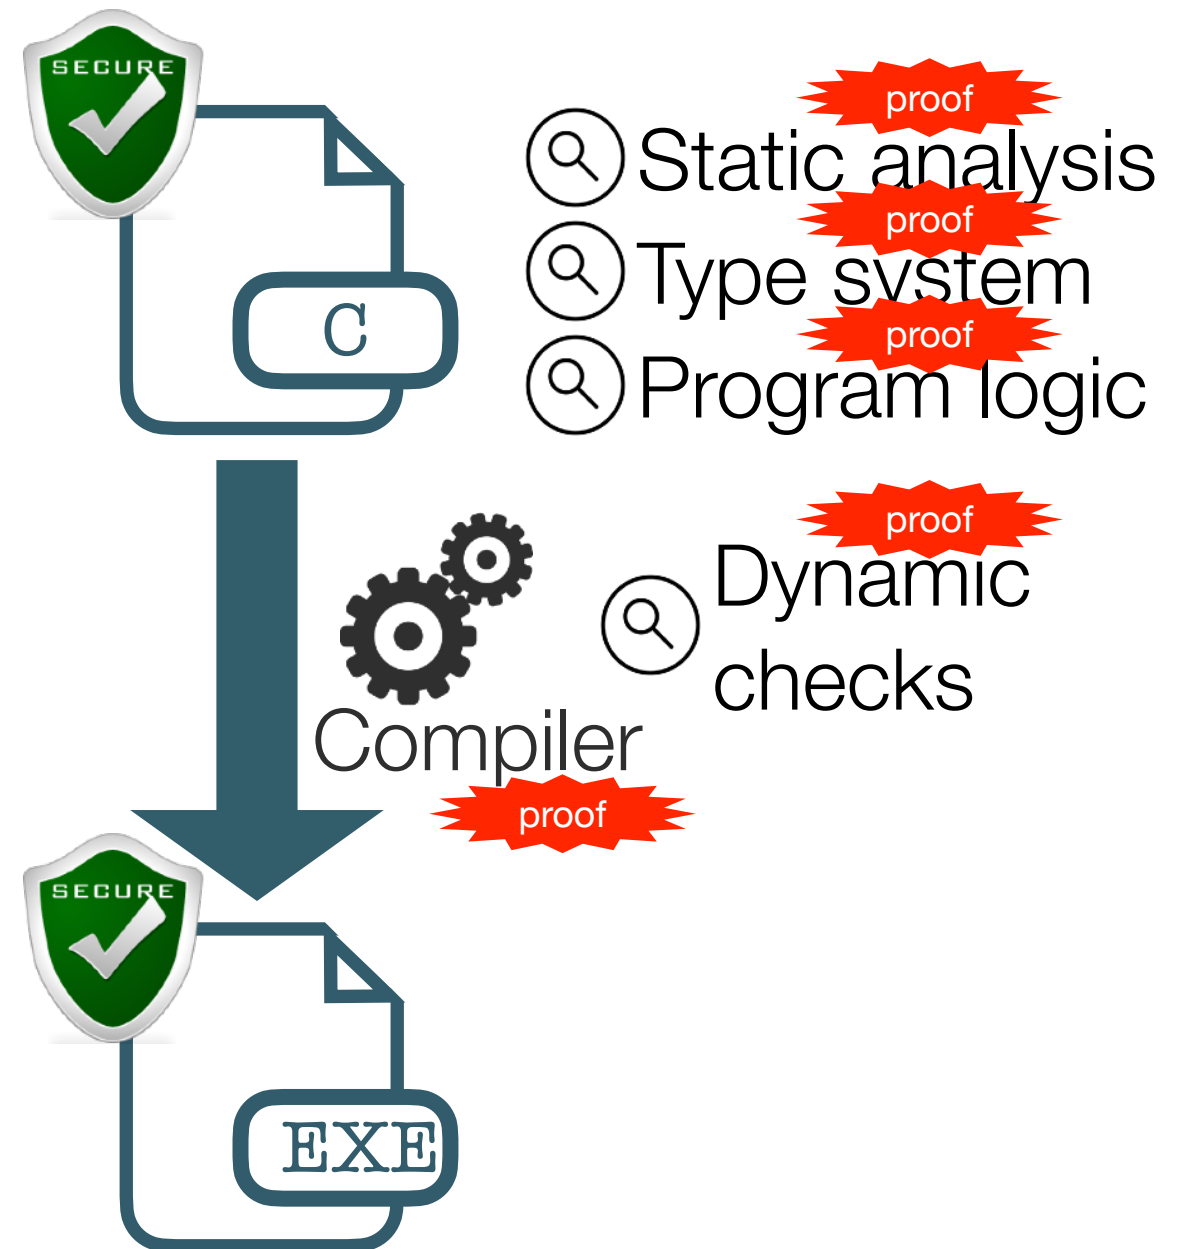 SECURE
proof
Static analysis
proof
Type system
proof
Program logic
C
proof
Dynamic
checks
Compiler
proof
SECURE
EXE